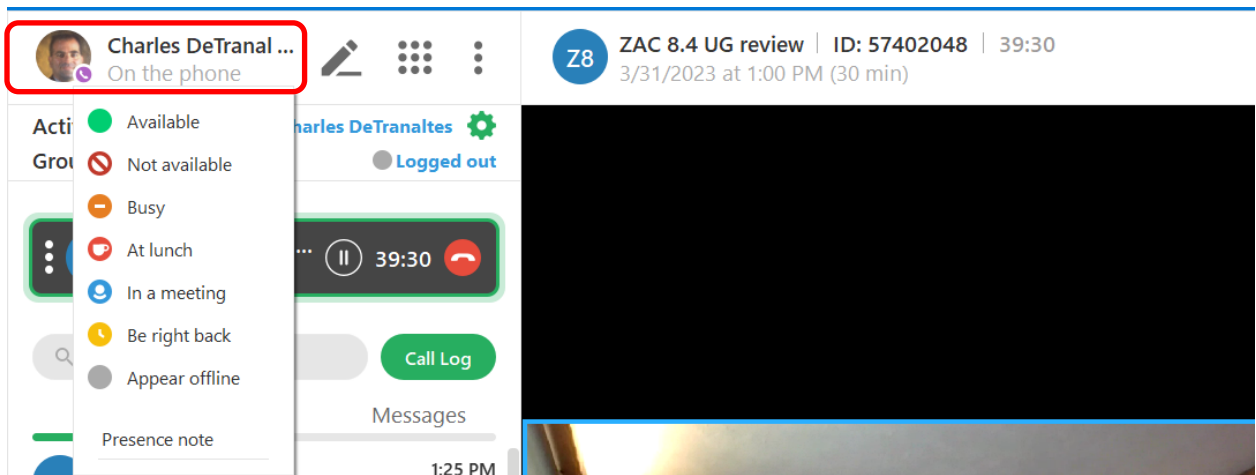 Charles DeTranal ...
On the phone
Z8
ZAC 8.4 UG review | ID: 57402048 | 39:30
3/31/2023 at 1:00 PM (30 min)
Acti
harles DeTranaltes
Grou
Logged out
Available
Not available
Busy
At lunch
In a meeting
Be right back
Appear offline
Presence note
... 39:30
Call Log
Messages
1:25 PM